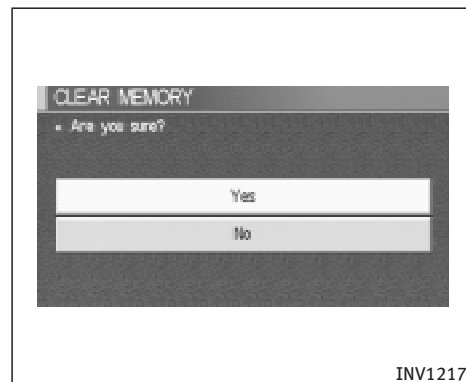 CLEAR MEMORY
• Are you sure?
Yes
No
INV1217